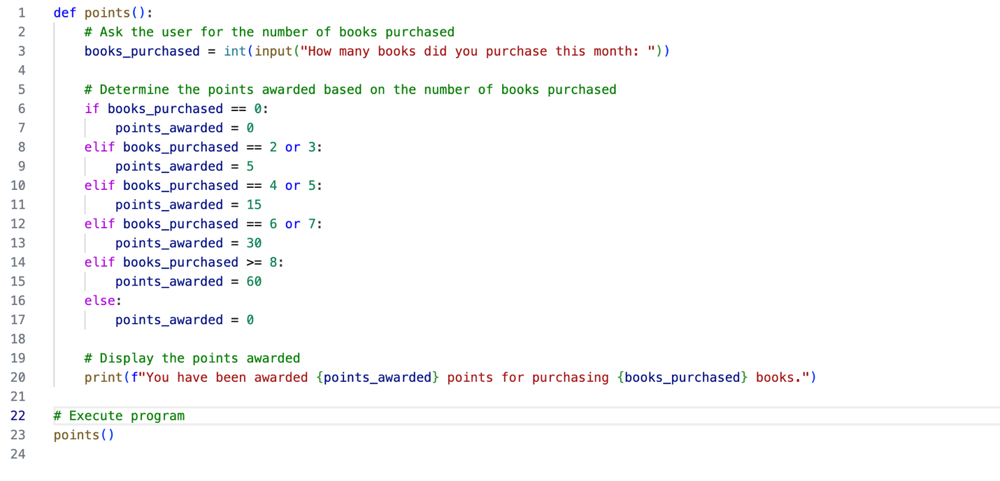 1 def points():
2     # Ask the user for the number of books purchased
3     books_purchased = int(input("How many books did you purchase this month: "))
4
5     # Determine the points awarded based on the number of books purchased
6     if books_purchased == 0:
7         points_awarded = 0
8     elif books_purchased == 2 or 3:
9         points_awarded = 5
10     elif books_purchased == 4 or 5:
11         points_awarded = 15
12     elif books_purchased == 6 or 7:
13         points_awarded = 30
14     elif books_purchased >= 8:
15         points_awarded = 60
16     else:
17         points_awarded = 0
18
19     # Display the points awarded
20     print(f"You have been awarded {points_awarded} points for purchasing {books_purchased} books.")
21
22 # Execute program
23 points()
24